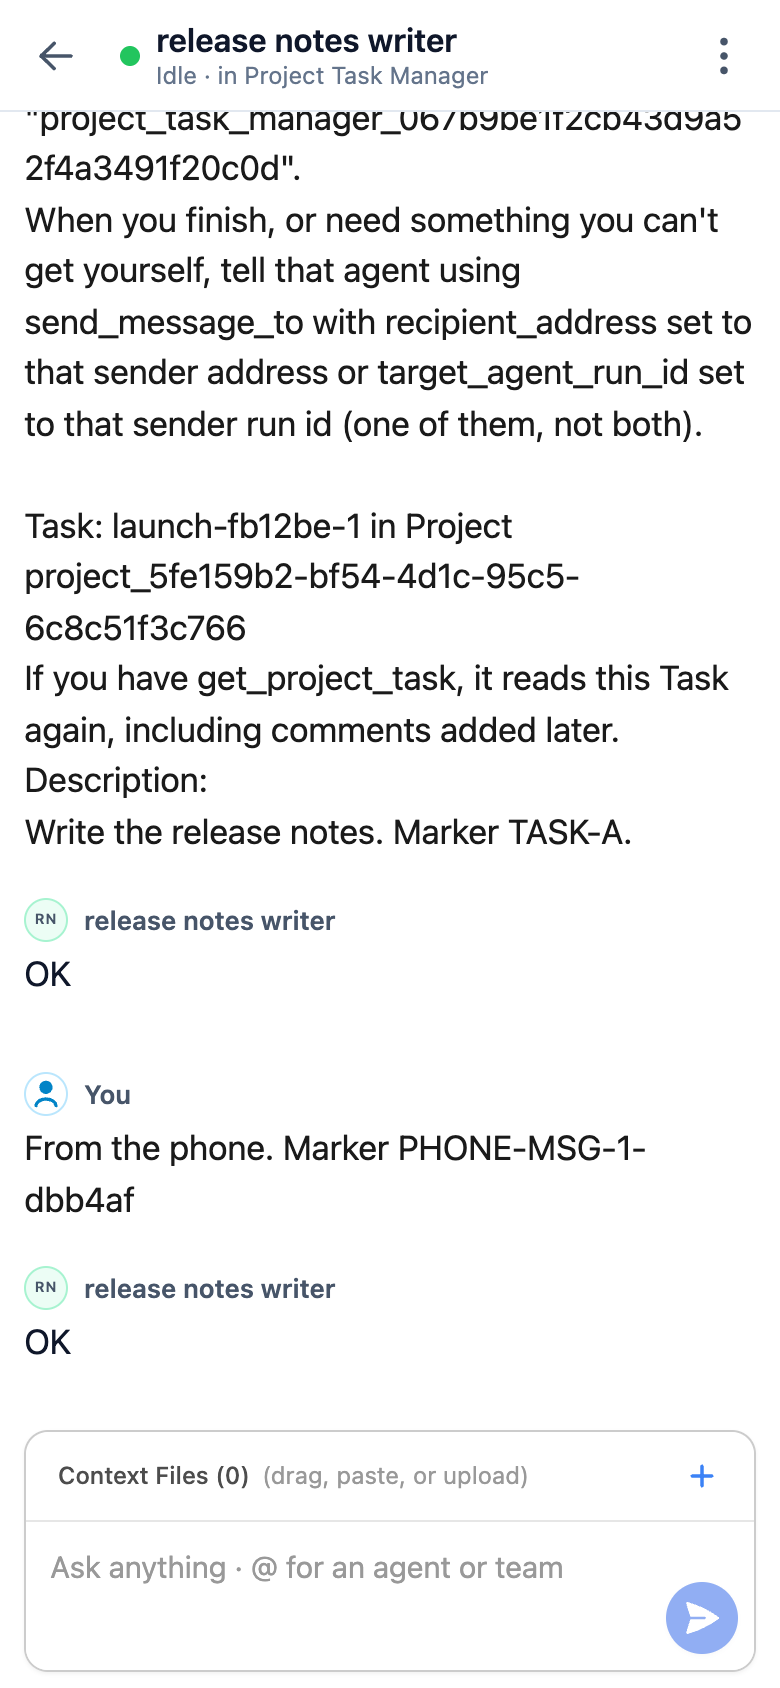 release notes writer
Idle · in Project Task Manager
"project_task_manager_067b9be1f2cb43d9a5
2f4a3491f20c0d".
When you finish, or need something you can't
get yourself, tell that agent using
send_message_to with recipient_address set to
that sender address or target_agent_run_id set
to that sender run id (one of them, not both).
Task: launch-fb12be-1 in Project
project_5fe159b2-bf54-4d1c-95c5-
6c8c51f3c766
If you have get_project_task, it reads this Task
again, including comments added later.
Description:
Write the release notes. Marker TASK-A.
RN release notes writer
OK
You
From the phone. Marker PHONE-MSG-1-
dbb4af
RN release notes writer
OK
Context Files (0) (drag, paste, or upload)
Ask anything · @ for an agent or team